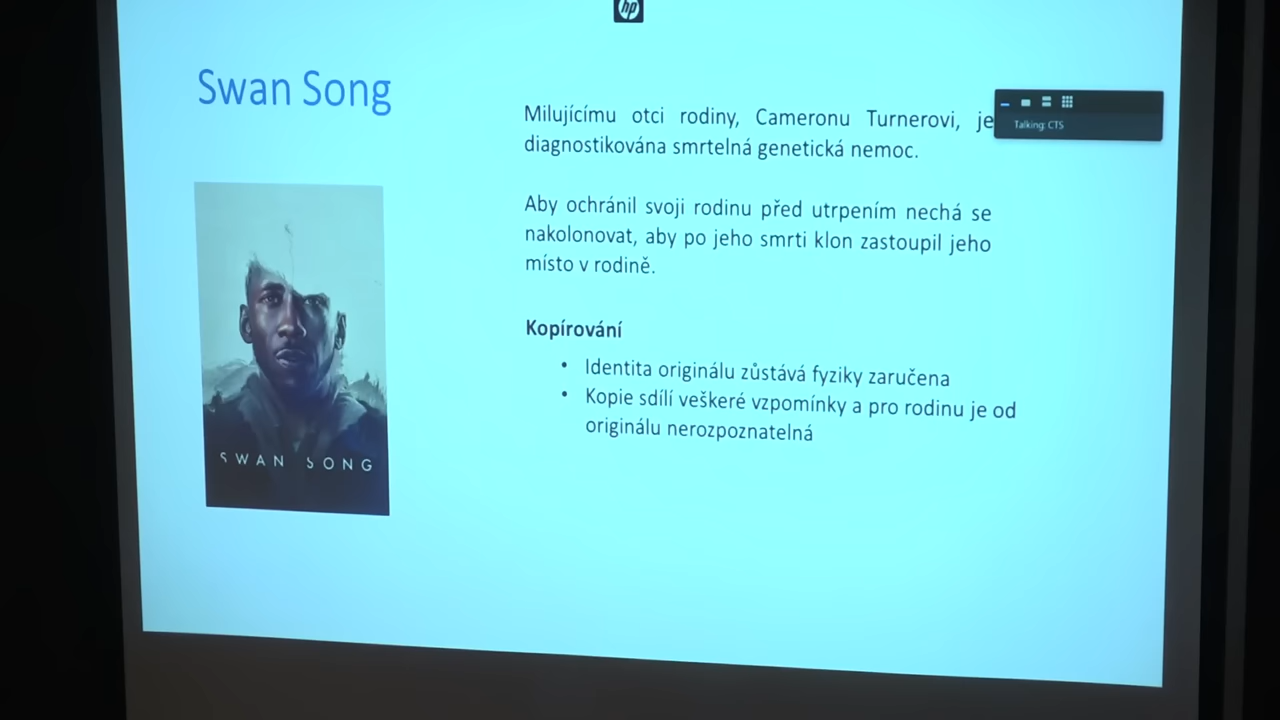 hp
Swan Song
Milujícímu otci rodiny, Cameronu Turnerovi, je
diagnostikována smrtelná genetická nemoc.
Aby ochránil svoji rodinu před utrpením nechá se
nakolonovat, aby po jeho smrti klon zastoupil jeho
místo v rodině.
Kopírování
• Identita originálu zůstává fyziky zaručena
• Kopie sdílí veškeré vzpomínky a pro rodinu je od
originálu nerozpoznatelná
SWAN SONG
Talking: CTS